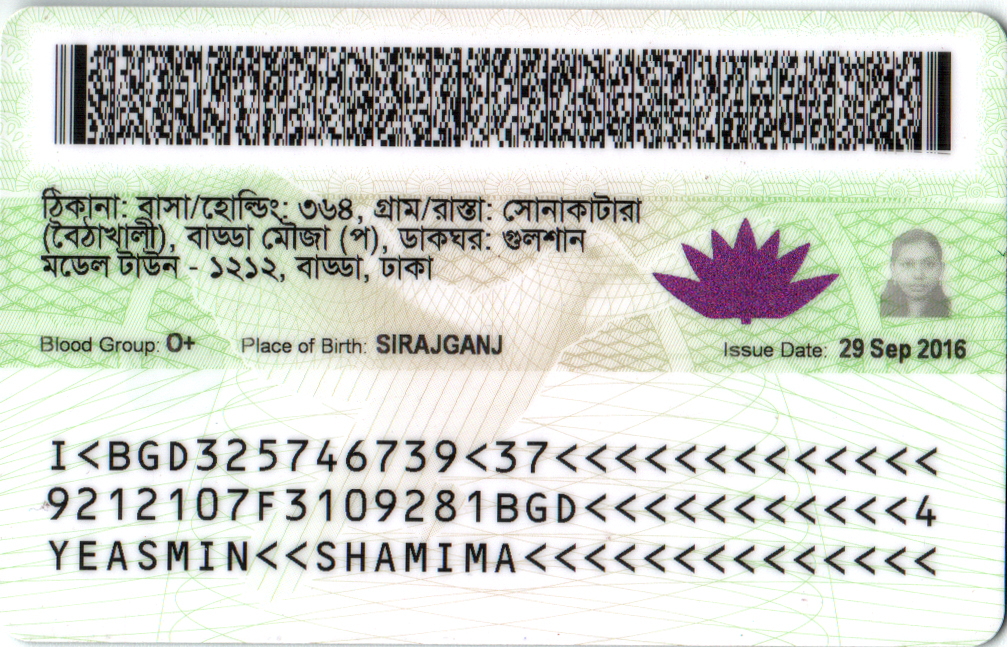 ঠিকানা: বাসা/হোল্ডিং: ৩৬৪, গ্রাম/রাস্তা: সোনাকাটারা
(বৈঠাখালী), বাড্ডা মৌজা (প), ডাকঘর: গুলশান
মডেল টাউন - ১২১২, বাড্ডা, ঢাকা
Blood Group: O+ Place of Birth: SIRAJGANJ Issue Date: 29 Sep 2016
I<BGD325746739<37<<<<<<<<<<<<<
9212107F3109281BGD<<<<<<<<<<<4
YEASMIN<<SHAMIMA<<<<<<<<<<<<<<